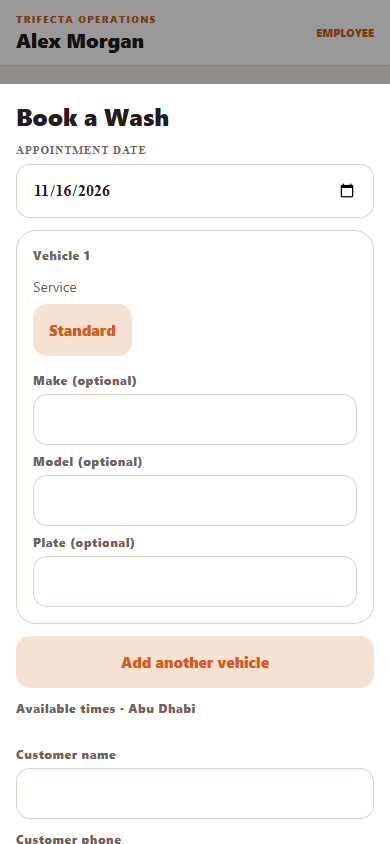 TRIFECTA OPERATIONS
Alex Morgan
EMPLOYEE
Book a Wash
APPOINTMENT DATE
11/16/2026
Vehicle 1
Service
Standard
Make (optional)
Model (optional)
Plate (optional)
Add another vehicle
Available times · Abu Dhabi
Customer name
Customer phone